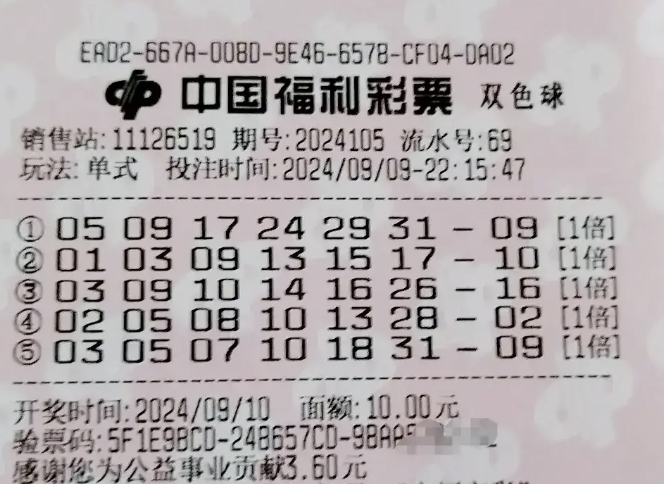 EAD2-667A-008D-9E46-6578-CF04-DA02
中国福利彩票 双色球
销售站:11126519 期号:2024105 流水号:69
玩法:单式 投注时间:2024/09/09-22:15:47
① 05 09 17 24 29 31 - 09 [1倍]
② 01 03 09 13 15 17 - 10 [1倍]
③ 03 09 10 14 16 26 - 16 [1倍]
④ 02 05 08 10 13 28 - 02 [1倍]
⑤ 03 05 07 10 18 31 - 09 [1倍]
开奖时间:2024/09/10 面额:10.00元
验票码:5F1E9BCD-248657CD-98AA
感谢您为公益事业贡献3.60元